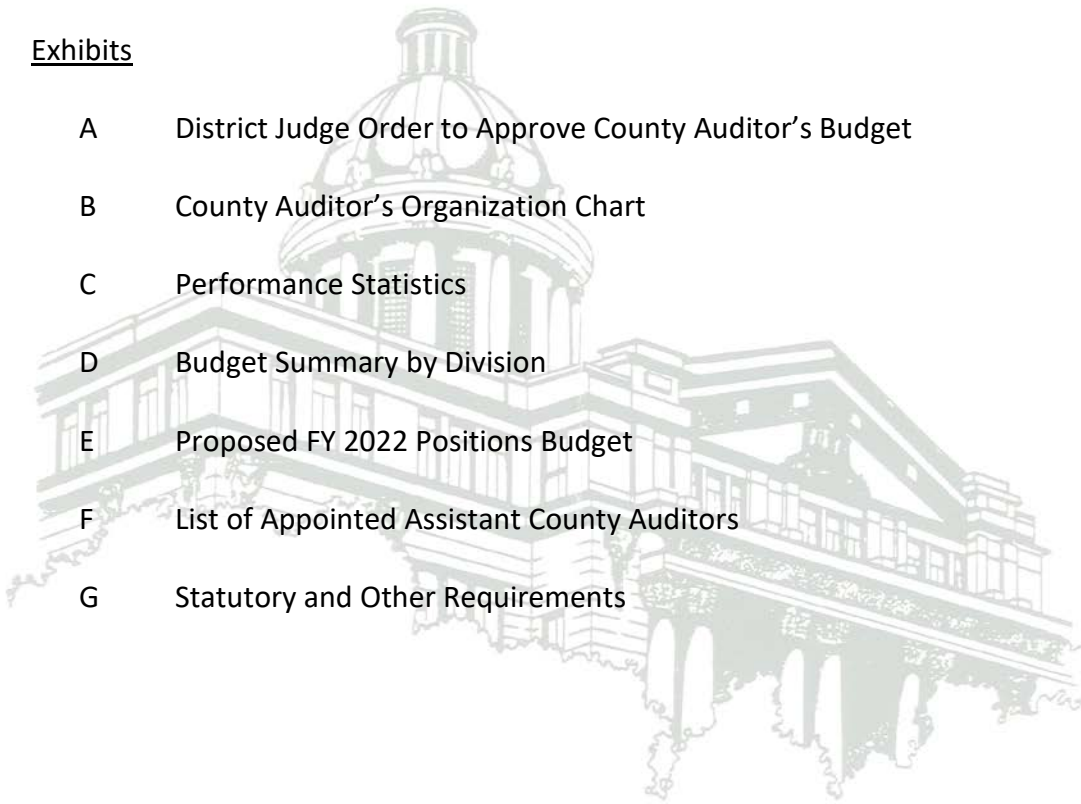 Exhibits
A District Judge Order to Approve County Auditor’s Budget
B County Auditor’s Organization Chart
C Performance Statistics
D Budget Summary by Division
E Proposed FY 2022 Positions Budget
F List of Appointed Assistant County Auditors
G Statutory and Other Requirements